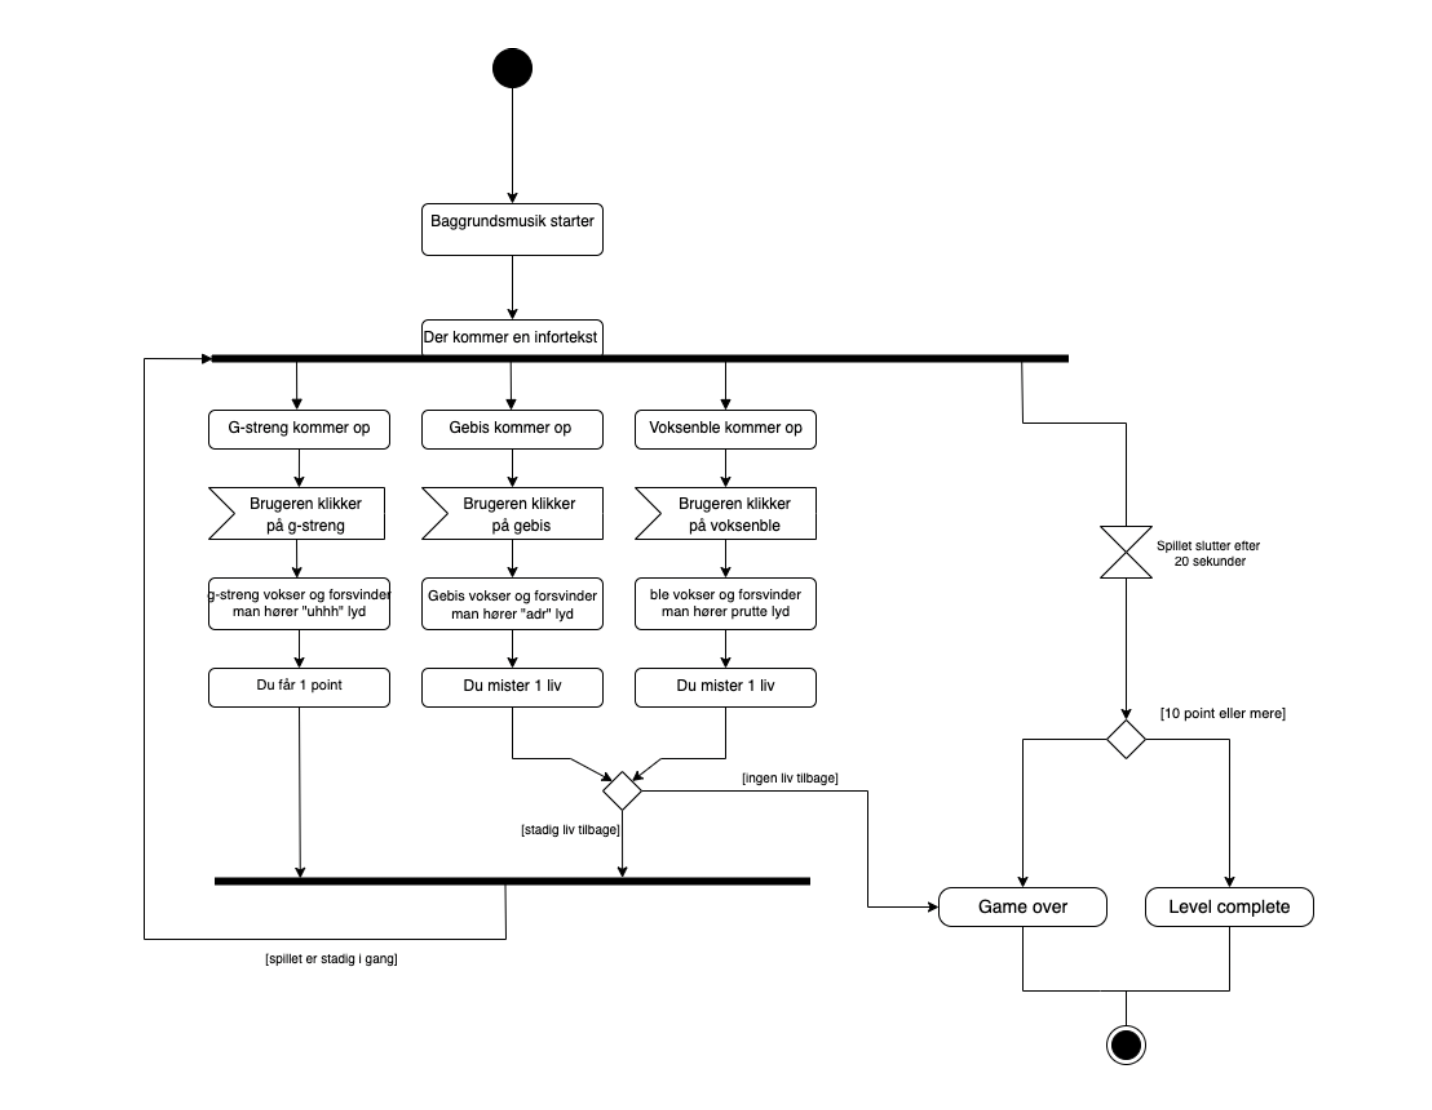 Baggrundsmusik starter
Der kommer en infortekst
G-streng kommer op
Gebis kommer op
Voksenble kommer op
Brugeren klikker
på g-streng
Brugeren klikker
på gebis
Brugeren klikker
på voksenble
Spillet slutter efter
20 sekunder
g-streng vokser og forsvinder
man hører "uhhh" lyd
Gebis vokser og forsvinder
man hører "adr" lyd
ble vokser og forsvinder
man hører prutte lyd
Du får 1 point
Du mister 1 liv
Du mister 1 liv
[10 point eller mere]
[ingen liv tilbage]
[stadig liv tilbage]
Game over
Level complete
[spillet er stadig i gang]